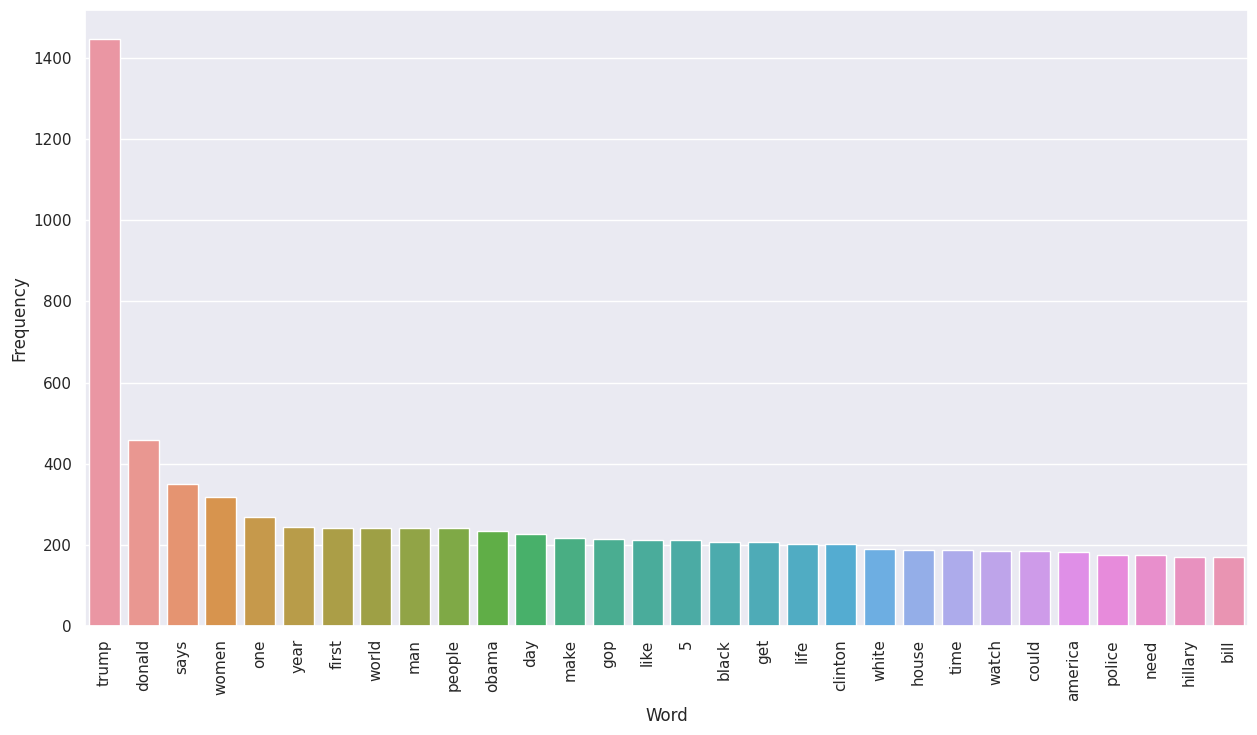 1400
1200
1000
800
600
400
200
0
Frequency
trump
donald
says
women
one
year
first
world
man
people
obama
day
make
gop
like
5
black
get
life
clinton
white
house
time
watch
could
america
police
need
hillary
bill
Word